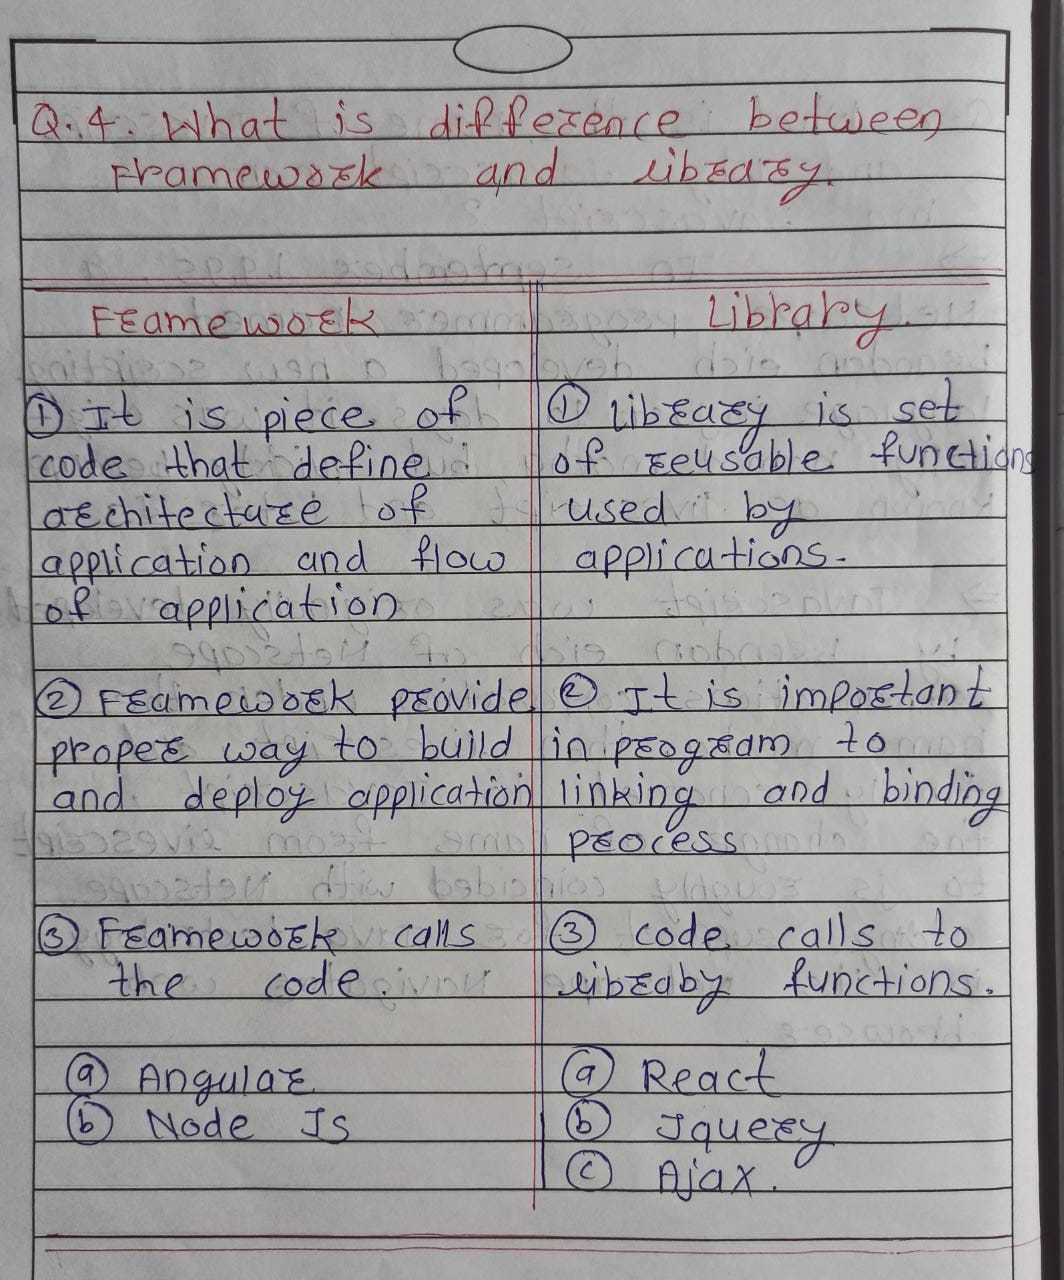 Q.4. What is difference between
Framework and library.
Framework
Library.
① It is piece of
code that define
architecture of
application and flow
of application
② Framework provide
proper way to build
and deploy application
③ Framework calls
the code.
ⓐ Angular
ⓑ Node Js
① library is set
of reusable functions
used by
applications.
② It is important
in program to
linking and binding
process
③ code calls to
libraby functions.
ⓐ React
ⓑ Jquery
ⓒ Ajax.